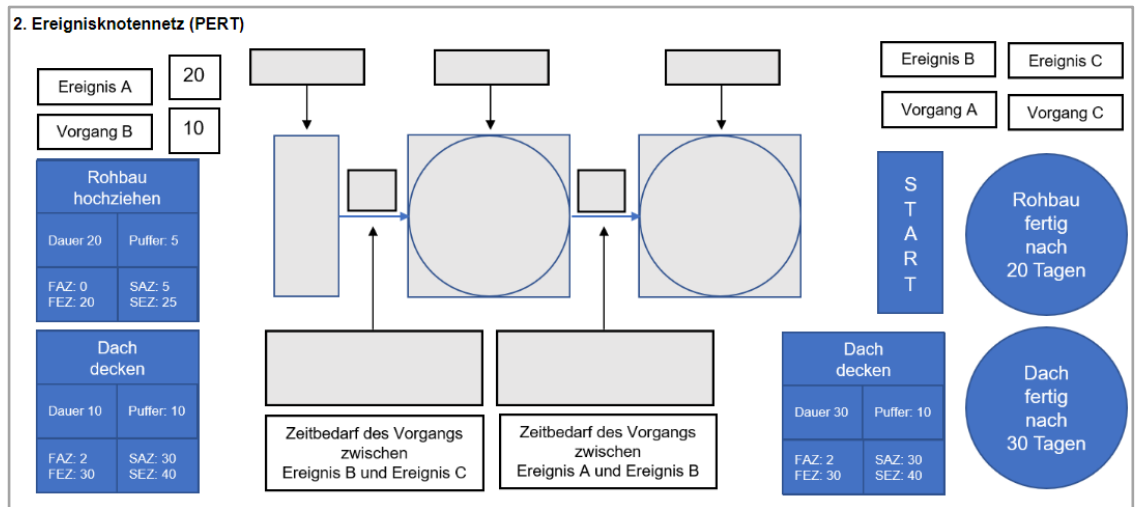 2. Ereignisknotennetz (PERT)
Ereignis A
20
Vorgang B
10
Rohbau
hochziehen
Dauer 20
Puffer: 5
FAZ: 0
FEZ: 20
SAZ: 5
SEZ: 25
Dach
decken
Dauer 10
Puffer: 10
FAZ: 2
FEZ: 30
SAZ: 30
SEZ: 40
Zeitbedarf des Vorgangs
zwischen
Ereignis B und Ereignis C
Zeitbedarf des Vorgangs
zwischen
Ereignis A und Ereignis B
Ereignis B
Ereignis C
Vorgang A
Vorgang C
START
Rohbau
fertig
nach
20 Tagen
Dach
decken
Dauer 30
Puffer: 10
FAZ: 2
FEZ: 30
SAZ: 30
SEZ: 40
Dach
fertig
nach
30 Tagen